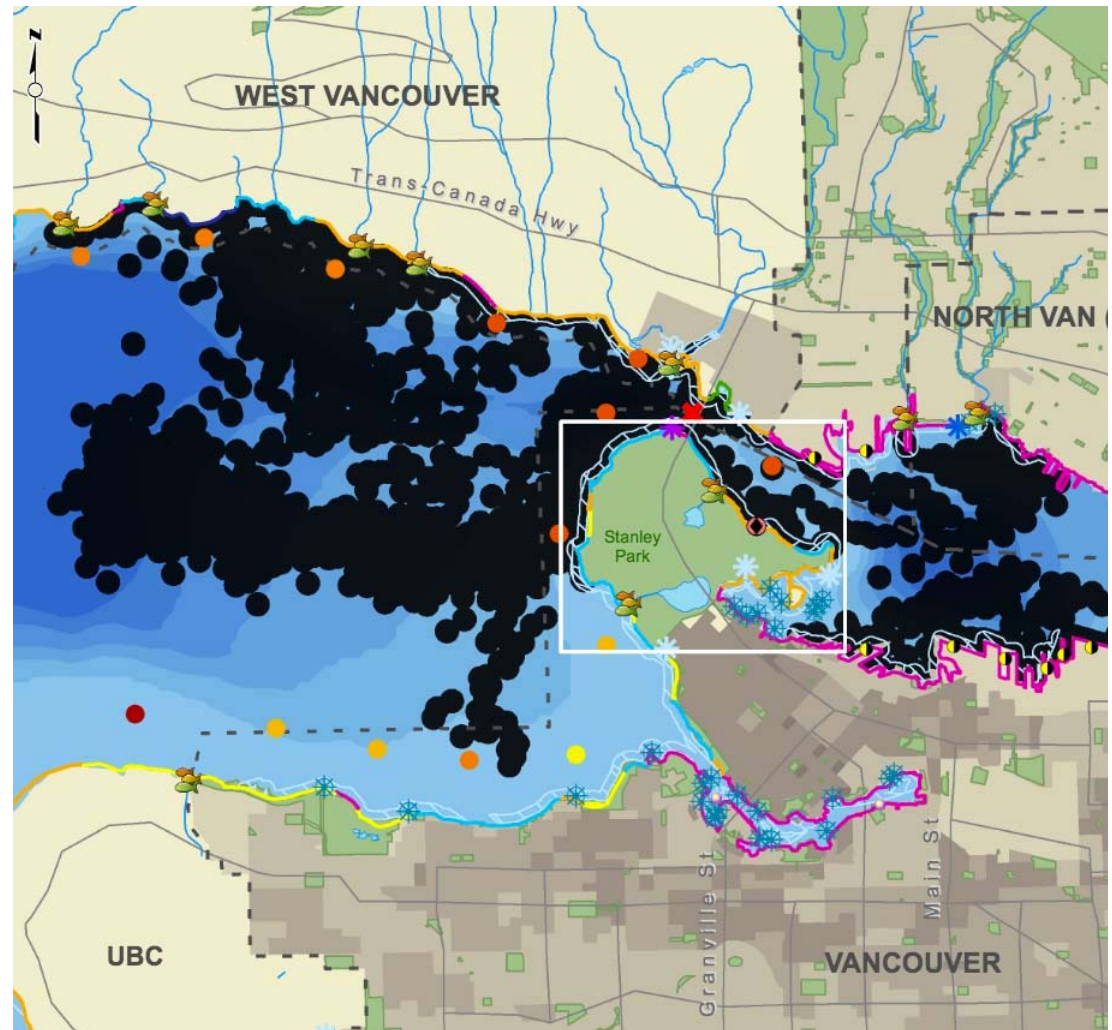 N
WEST VANCOUVER
Trans-Canada Hwy
NORTH VAN (
Stanley
Park
Granville St
Main St
UBC
VANCOUVER